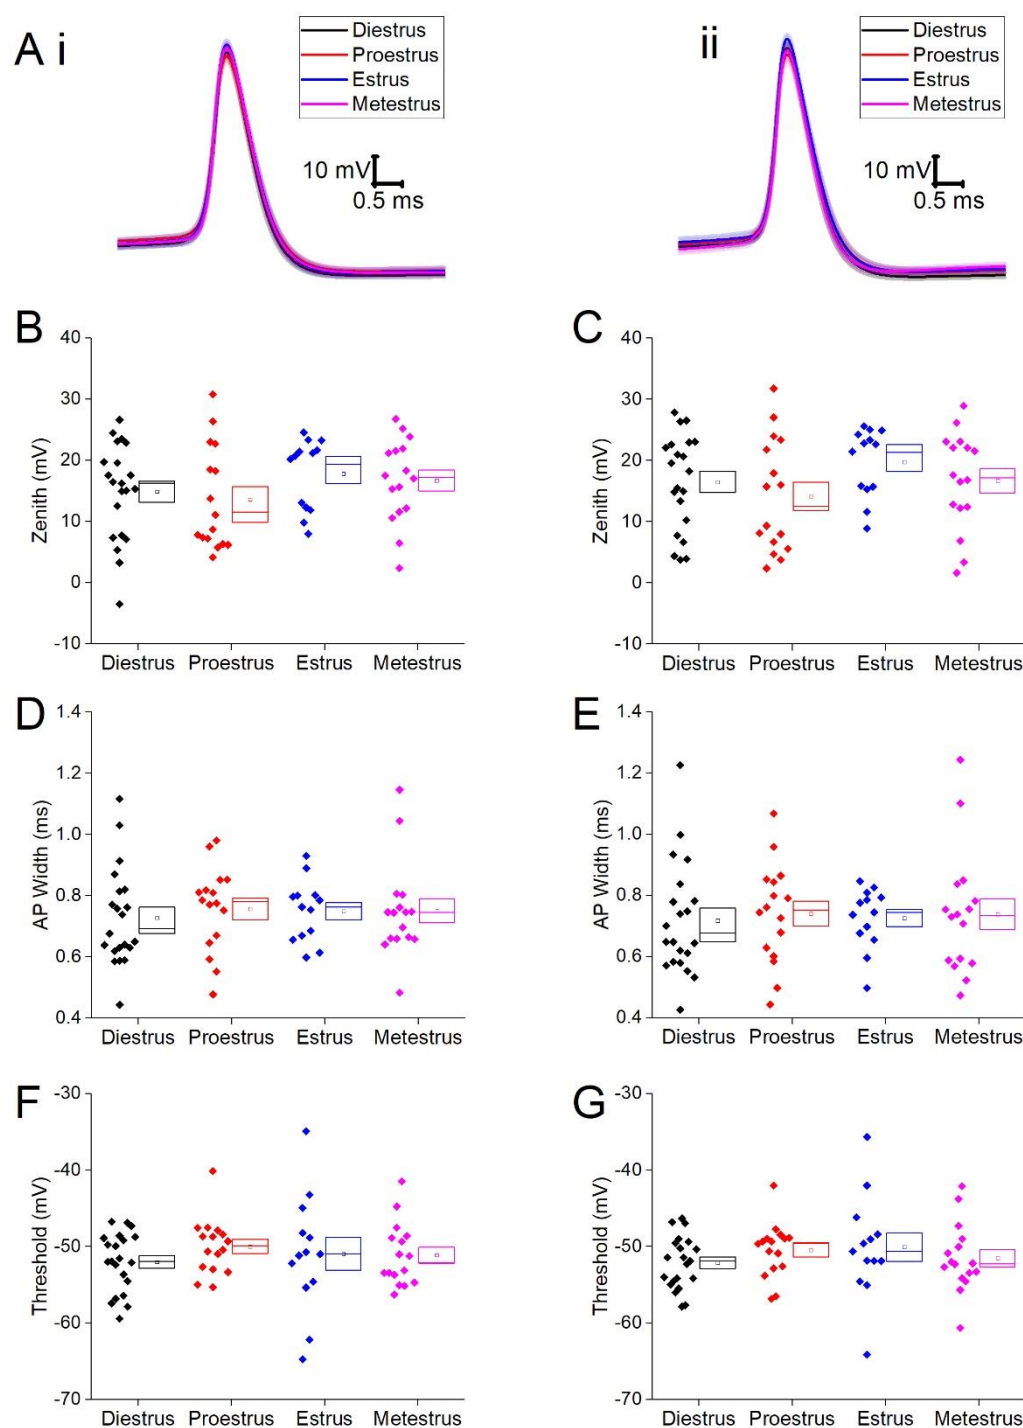 A i
Diestrus
Proestrus
Estrus
Metestrus
10 mV
0.5 ms
ii
Diestrus
Proestrus
Estrus
Metestrus
10 mV
0.5 ms
B
Zenith (mV)
40
30
20
10
0
-10
Diestrus Proestrus Estrus Metestrus
C
Zenith (mV)
40
30
20
10
0
-10
Diestrus Proestrus Estrus Metestrus
D
AP Width (ms)
1.4
1.2
1.0
0.8
0.6
0.4
Diestrus Proestrus Estrus Metestrus
E
AP Width (ms)
1.4
1.2
1.0
0.8
0.6
0.4
Diestrus Proestrus Estrus Metestrus
F
Threshold (mV)
-30
-40
-50
-60
-70
Diestrus Proestrus Estrus Metestrus
G
Threshold (mV)
-30
-40
-50
-60
-70
Diestrus Proestrus Estrus Metestrus